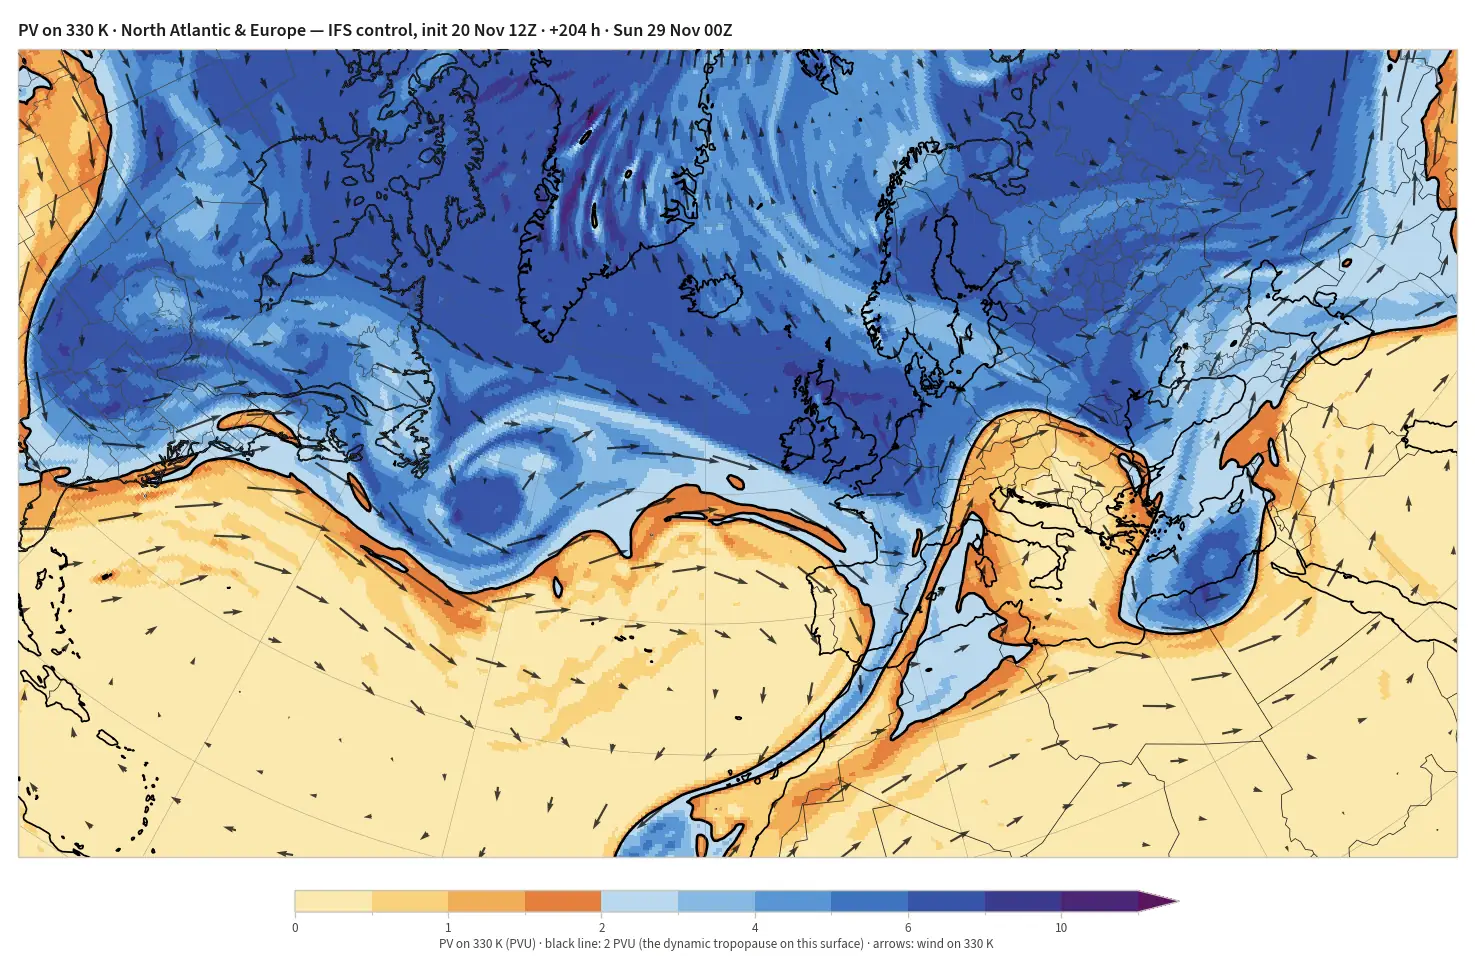 PV on 330 K · North Atlantic & Europe — IFS control, init 20 Nov 12Z · +204 h · Sun 29 Nov 00Z
0 1 2 4 6 10
PV on 330 K (PVU) · black line: 2 PVU (the dynamic tropopause on this surface) · arrows: wind on 330 K